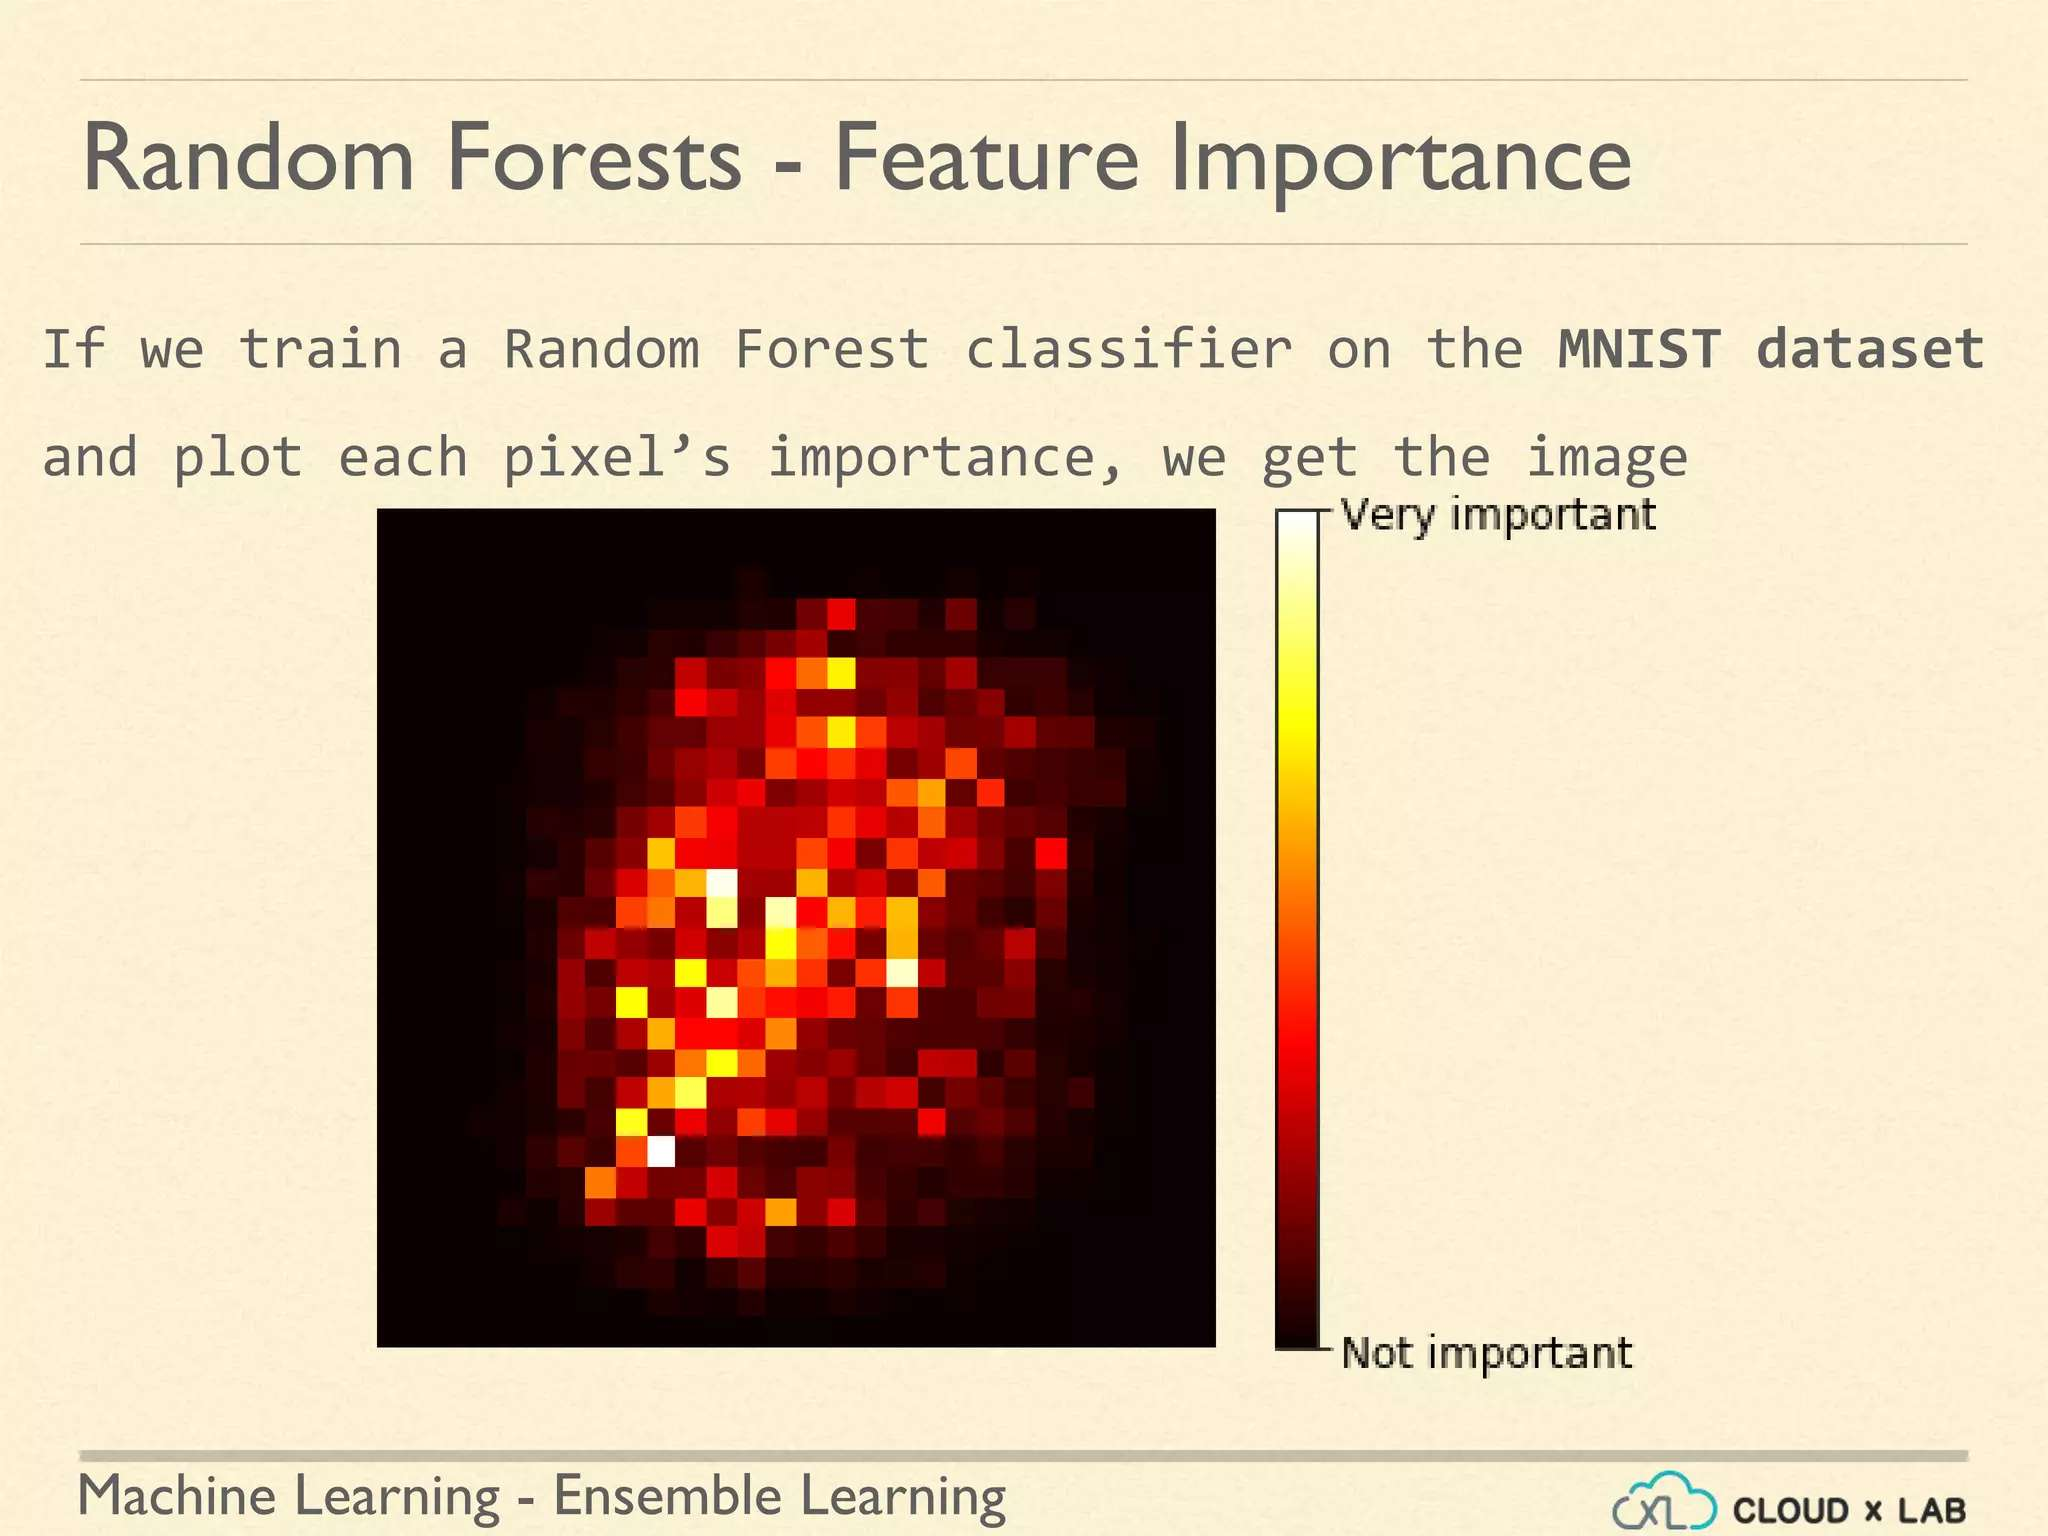 Random Forests - Feature Importance
If we train a Random Forest classifier on the MNIST dataset
and plot each pixel’s importance, we get the image
Very important
Not important
Machine Learning - Ensemble Learning
XL CLOUD x LAB